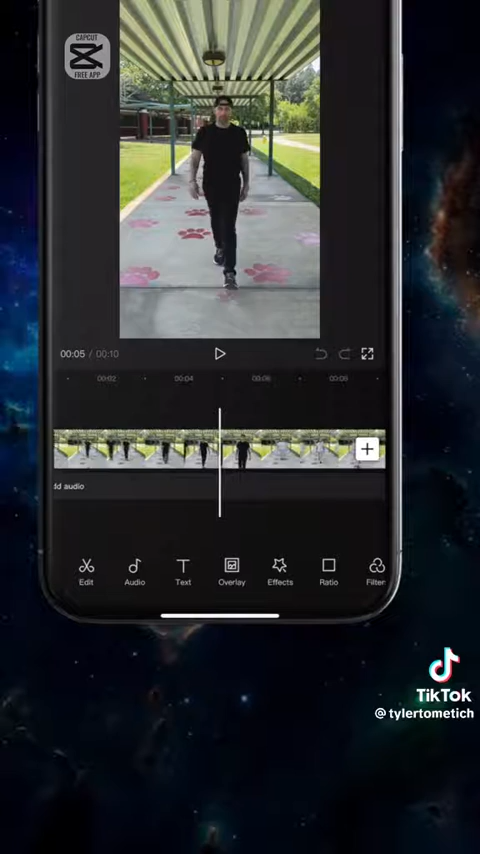 CAPCUT
FREE APP
00:05 / 00:10
00:02 00:04 00:06 00:08
dd audio
Edit Audio Text Overlay Effects Ratio Filter
TikTok
@tylertometich